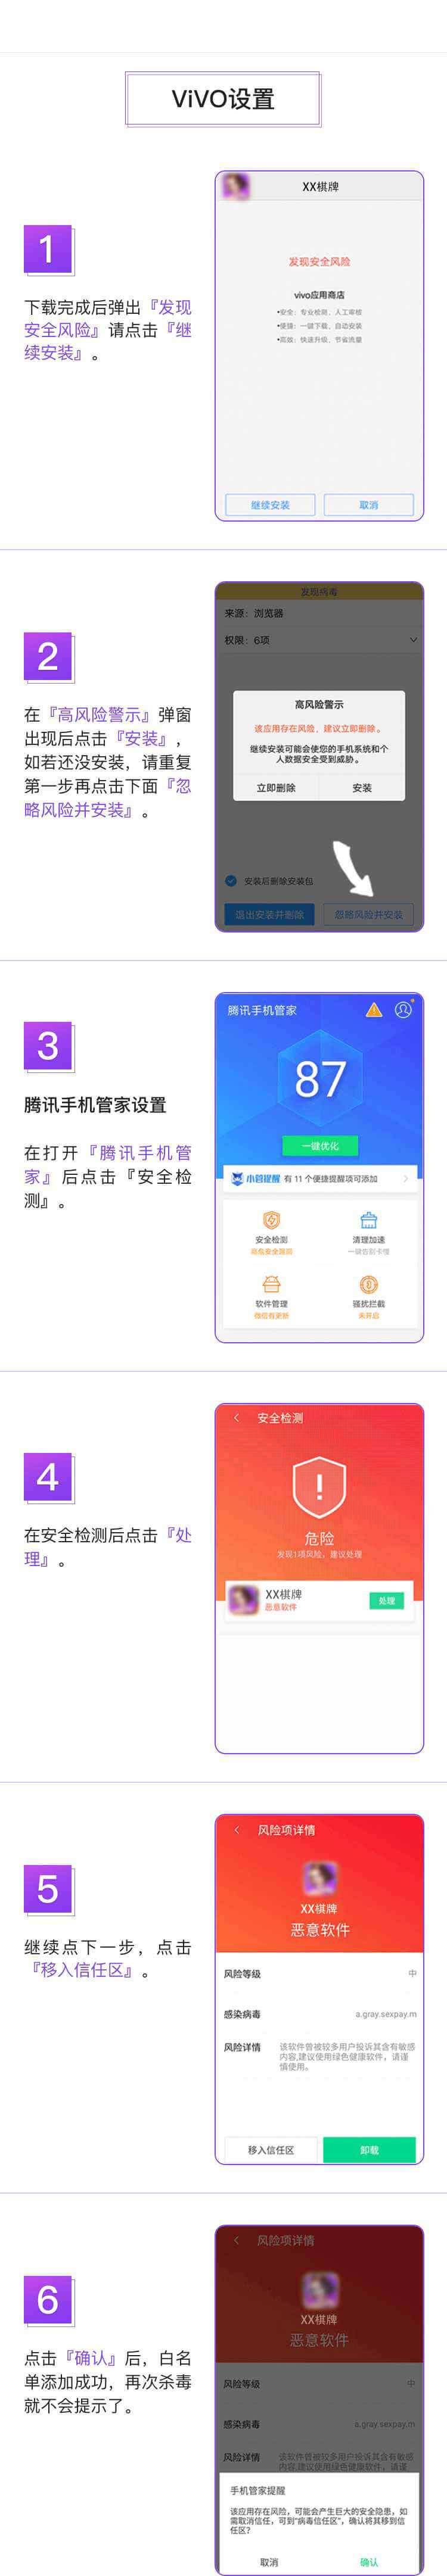 ViVO设置
1
下载完成后弹出『发现
安全风险』请点击『继
续安装』。
XX棋牌
发现安全风险
vivo应用商店
•安全：专业检测、人工审核
•便捷：一键下载、自动安装
•高效：快速升级、节省流量
继续安装
取消
2
在『高风险警示』弹窗
出现后点击『安装』，
如若还没安装，请重复
第一步再点击下面『忽
略风险并安装』。
发现病毒
来源：浏览器
权限：6项
高风险警示
该应用存在风险，建议立即删除。
继续安装可能会使您的手机系统和个
人数据安全受到威胁。
立即删除
安装
安装后删除安装包
退出安装并删除
忽略风险并安装
3
腾讯手机管家设置
在打开『腾讯手机管
家』后点击『安全检
测』。
腾讯手机管家
87
一键优化
小管提醒 有 11 个便捷提醒项可添加
安全检测
高危安全漏洞
清理加速
一键告别卡慢
软件管理
微信有更新
骚扰拦截
未开启
4
在安全检测后点击『处
理』。
安全检测
危险
发现1项风险，建议处理
XX棋牌
恶意软件
处理
5
继续点下一步，点击
『移入信任区』。
风险项详情
XX棋牌
恶意软件
风险等级
中
感染病毒
a.gray.sexpay.m
风险详情
该软件曾被较多用户投诉其含有敏感
内容,建议使用绿色健康软件，请谨
慎使用。
移入信任区
卸载
6
点击『确认』后，白名
单添加成功，再次杀毒
就不会提示了。
风险项详情
XX棋牌
恶意软件
风险等级
中
感染病毒
a.gray.sexpay.m
风险详情
该软件曾被较多用户投诉其含有敏感
内容,建议使用绿色健康软件，请谨
手机管家提醒
该应用存在风险，可能会产生巨大的安全隐患，如
需取消信任，可到“病毒信任区”，确认将其移到信
任区?
取消
确认